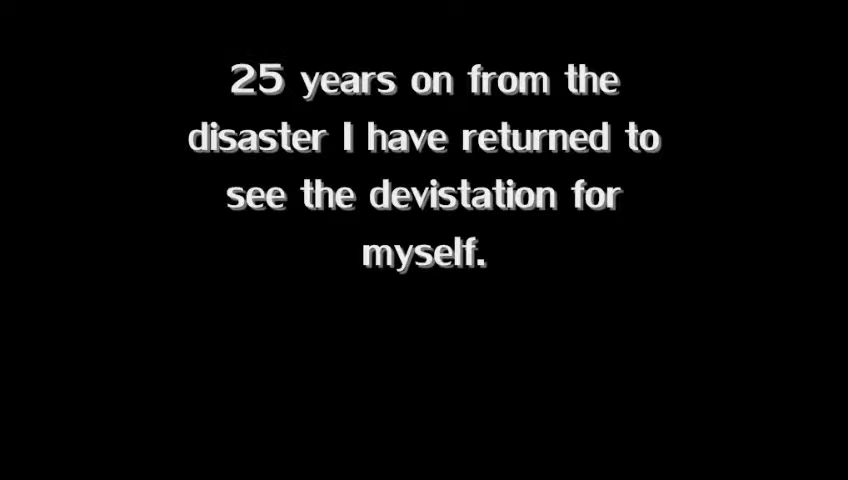 25 years on from the
disaster I have returned to
see the devistation for
myself.